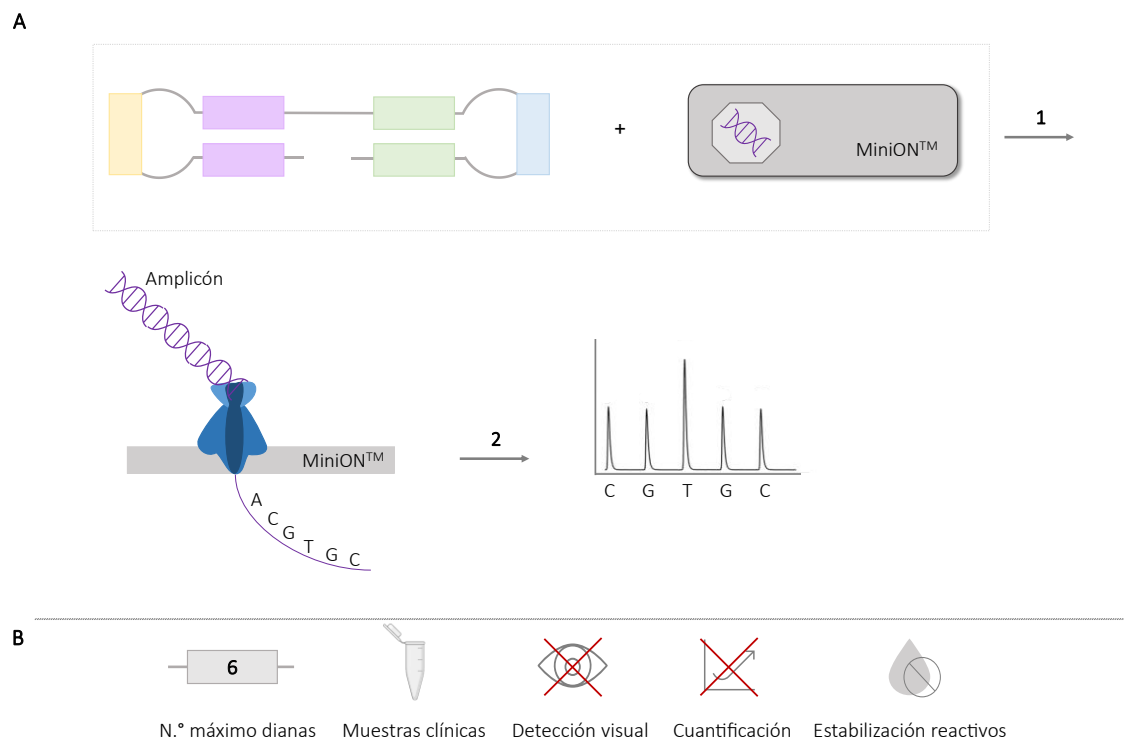 A
+
MiniON™
1
Amplicón
MiniON™
A
C
G
T
G
C
2
C G T G C
B
6
N.° máximo dianas Muestras clínicas Detección visual Cuantificación Estabilización reactivos